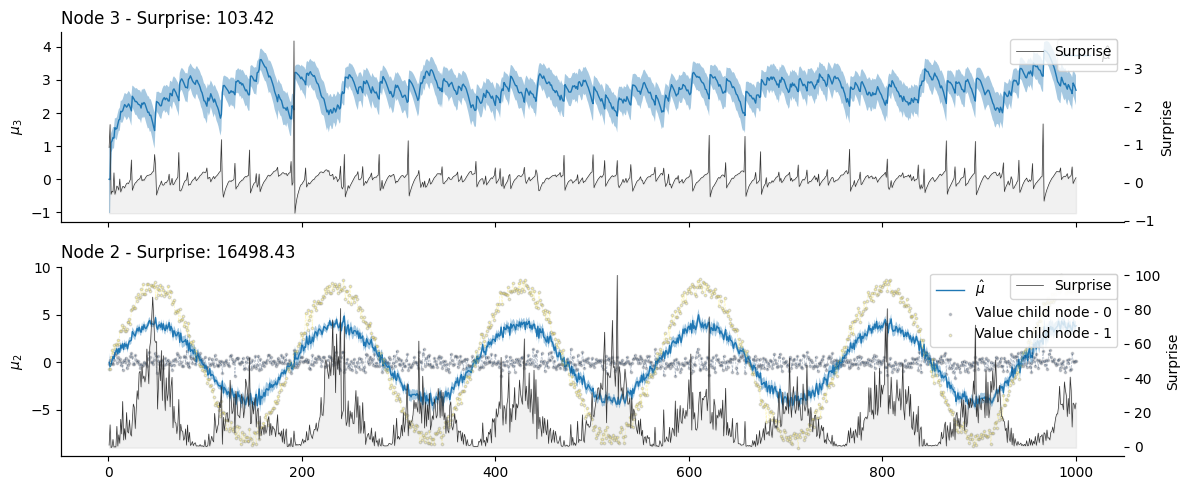 Node 3 - Surprise: 103.42
4
3
2
1
0
−1
μ₃
Surprise
μ̂
3
2
1
0
−1
Surprise
Node 2 - Surprise: 16498.43
10
5
0
−5
μ₂
μ̂
Value child node - 0
Value child node - 1
Surprise
100
80
60
40
20
0
Surprise
0
200
400
600
800
1000